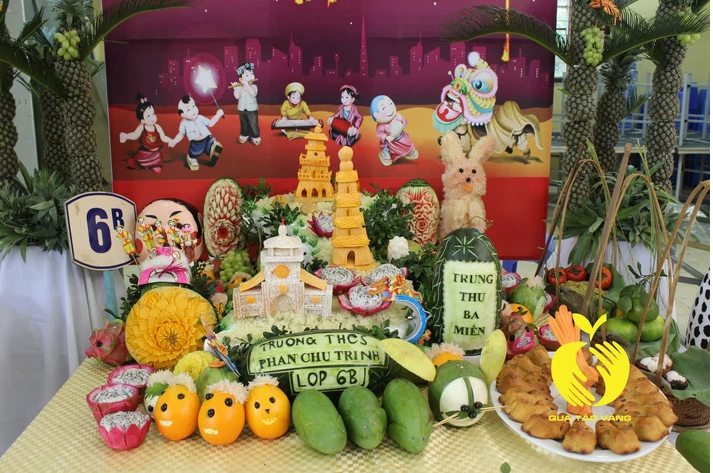 6B
TRUNG
THU
BA
MIỀN
TRƯỜNG THCS
PHAN CHU TRINH
LỚP 6B
QUẢ TÁO VÀNG